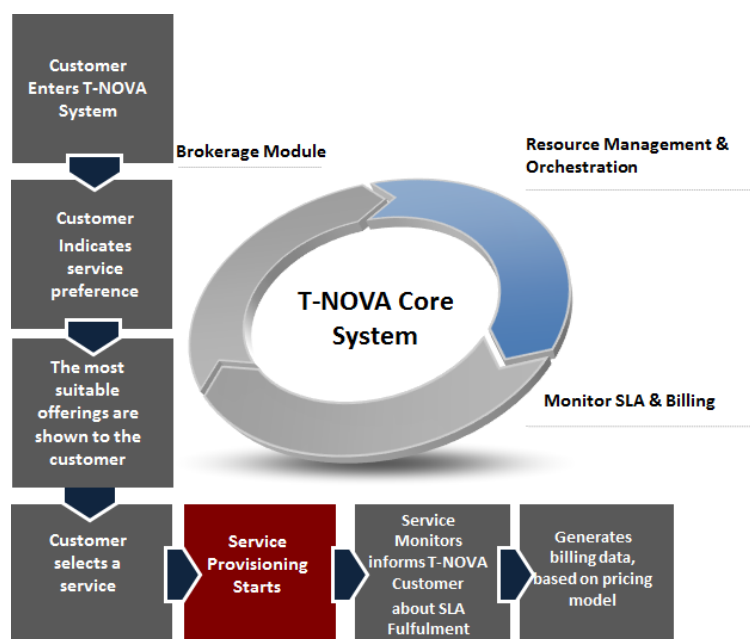 Customer
Enters T-NOVA
System
Brokerage Module
Resource Management &
Orchestration
Customer
Indicates
service
preference
T-NOVA Core
System
The most
suitable
offerings are
shown to the
customer
Monitor SLA & Billing
Customer
selects a
service
Service
Provisioning
Starts
Service
Monitors
informs T-NOVA
Customer
about SLA
Fulfulment
Generates
billing data,
based on pricing
model